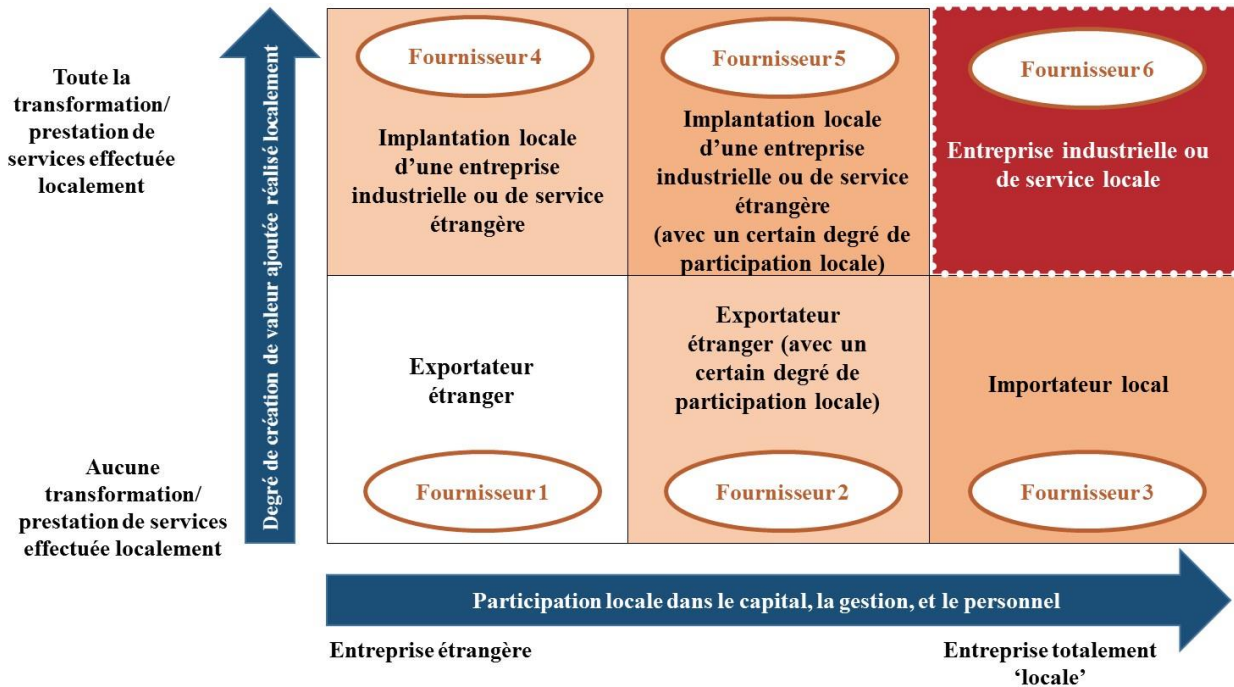 Toute la
transformation/
prestation de
services effectuée
localement
Aucune
transformation/
prestation de services
effectuée localement
Degré de création de valeur ajoutée réalisé localement
Fournisseur 4
Implantation locale
d’une entreprise
industrielle ou de service
étrangère
Fournisseur 5
Implantation locale
d’une entreprise
industrielle ou de service
étrangère
(avec un certain degré de
participation locale)
Fournisseur 6
Entreprise industrielle ou
de service locale
Exportateur
étranger
Fournisseur 1
Exportateur
étranger (avec un
certain degré de
participation locale)
Fournisseur 2
Importateur local
Fournisseur 3
Participation locale dans le capital, la gestion, et le personnel
Entreprise étrangère
Entreprise totalement
‘locale’